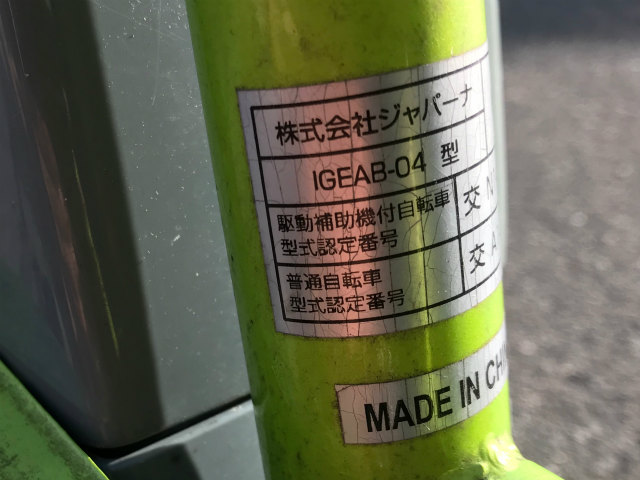 株式会社ジャパーナ
IGEAB-04 型
駆動補助機付自転車
型式認定番号
交 N
普通自転車
型式認定番号
交 A
MADE IN CHI